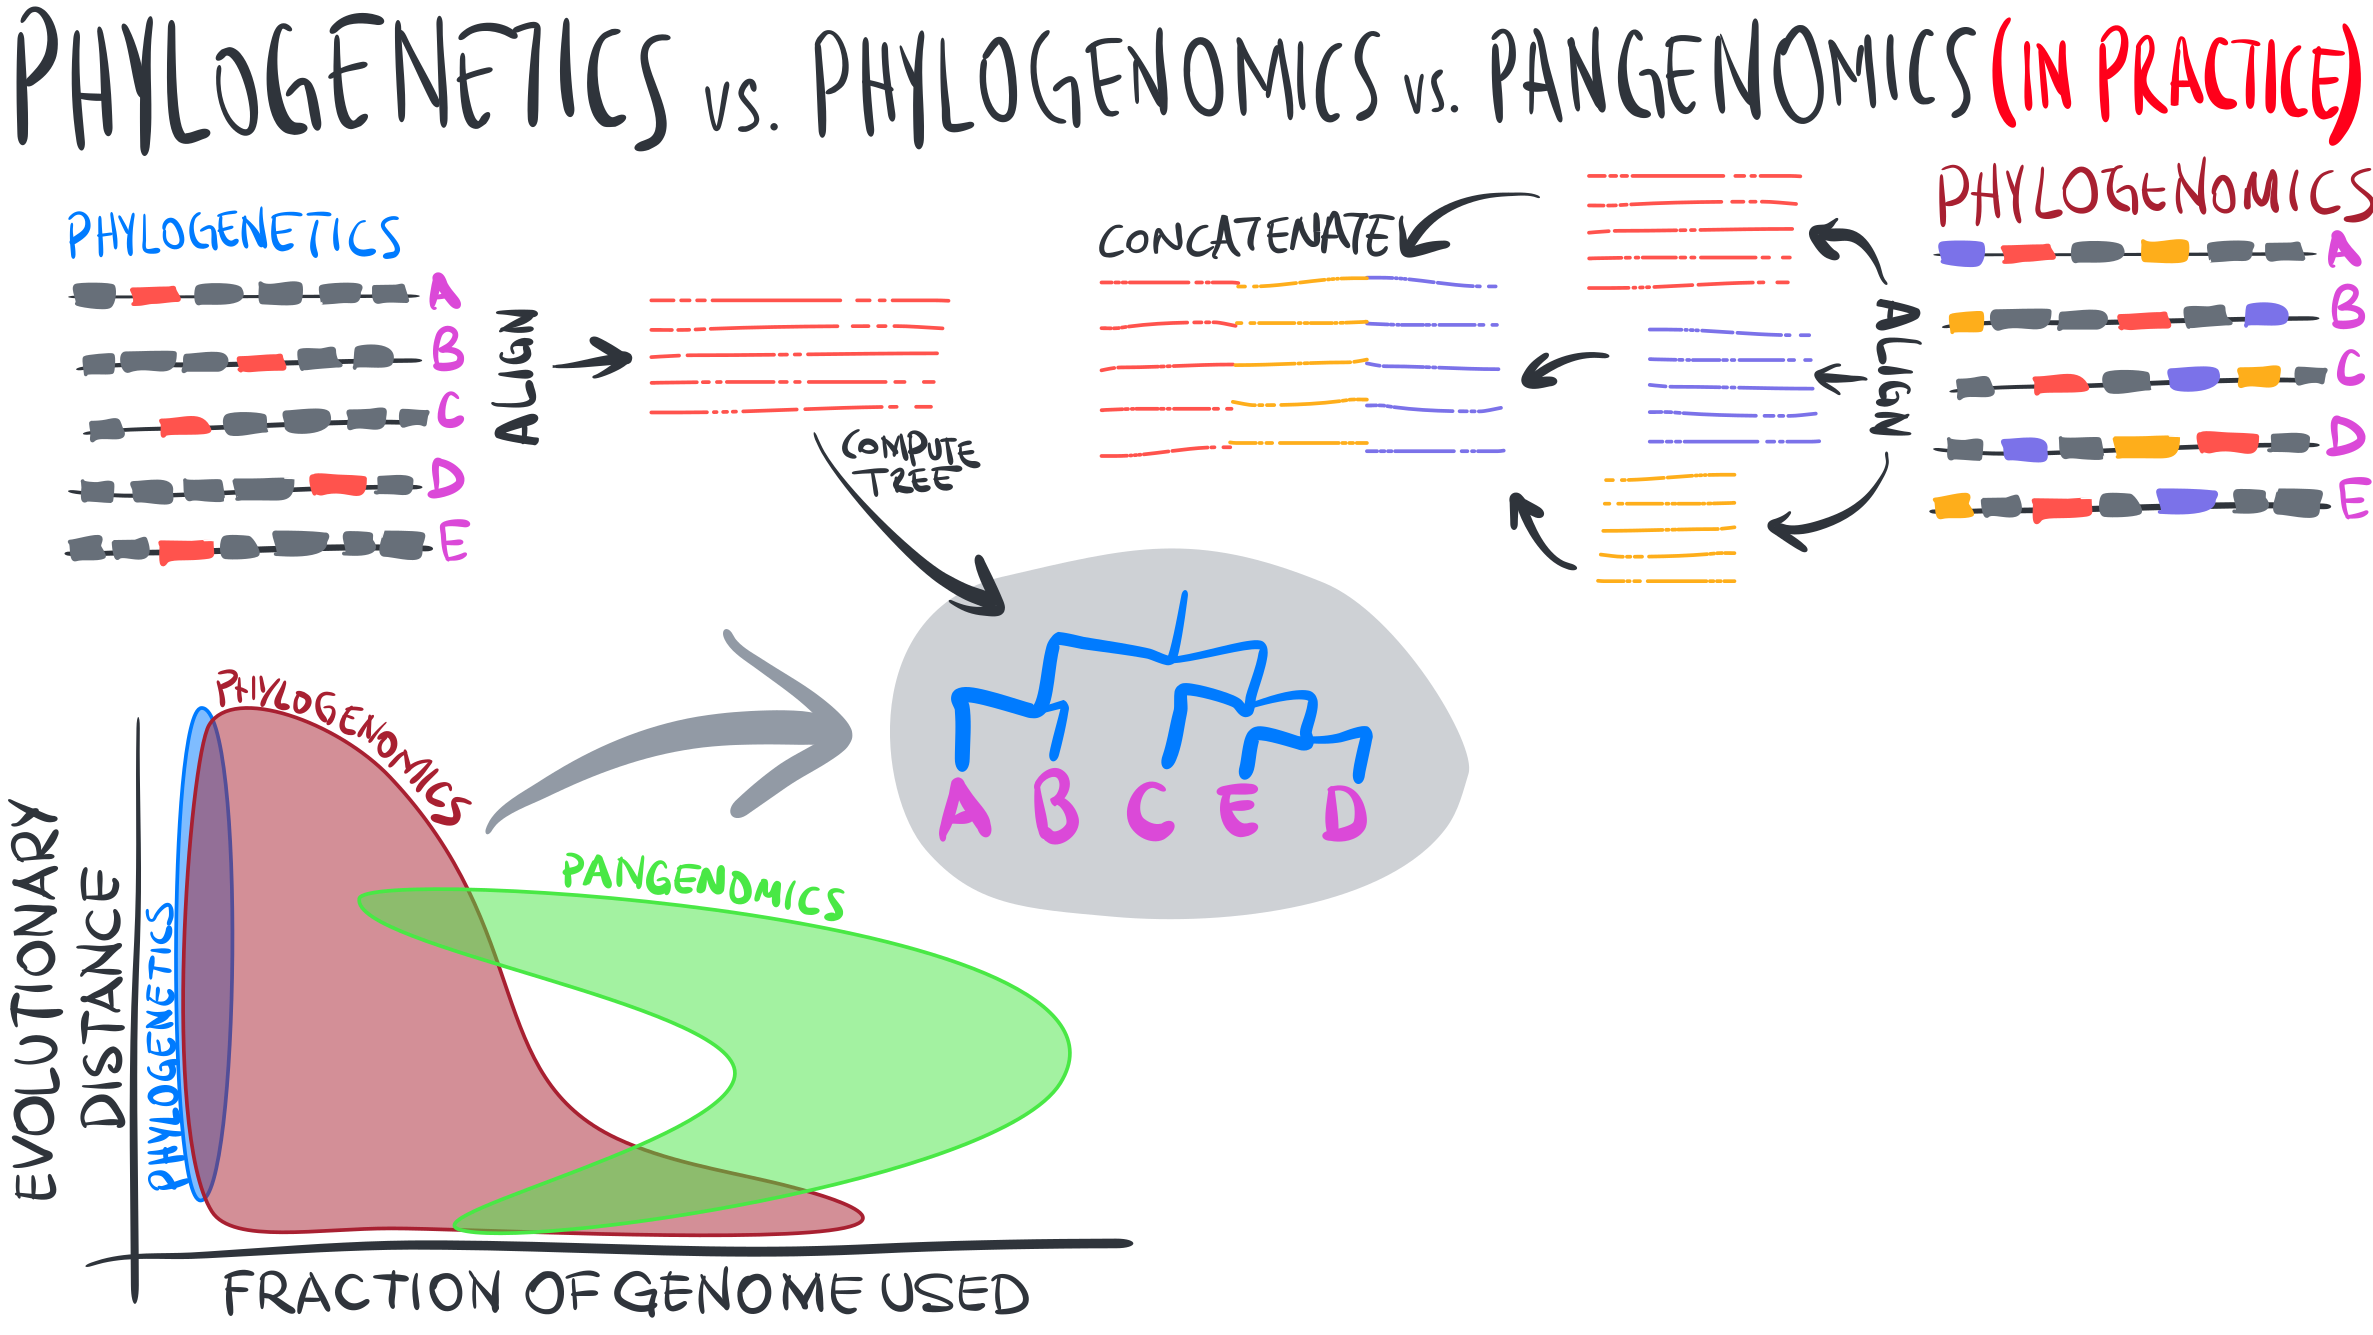 PHYLOGENETICS VS. PHYLOGENOMICS VS. PANGENOMICS (IN PRACTICE)
PHYLOGENETICS
A
B
C
D
E
ALIGN
COMPUTE
TREE
CONCATENATE
PHYLOGENOMICS
A
B
C
D
E
ALIGN
A B C E D
EVOLUTIONARY
DISTANCE
PHYLOGENETICS
PHYLOGENOMICS
PANGENOMICS
FRACTION OF GENOME USED